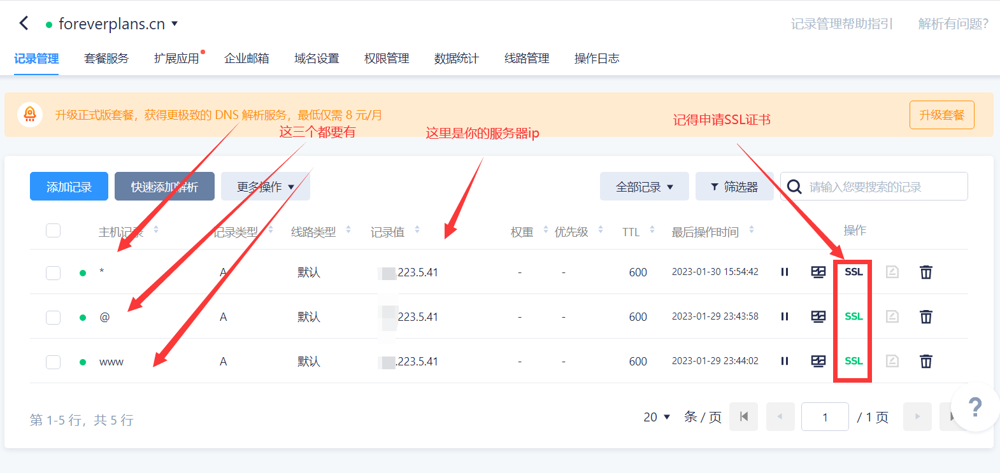 foreverplans.cn
记录管理帮助指引 解析有问题?
记录管理 套餐服务 扩展应用 企业邮箱 域名设置 权限管理 数据统计 线路管理 操作日志
升级正式版套餐，获得更极致的 DNS 解析服务，最低仅需 8 元/月
升级套餐
这三个都要有
这里是你的服务器ip
记得申请SSL证书
添加记录 快速添加解析 更多操作 全部记录 筛选器 请输入您要搜索的记录
主机记录 记录类型 线路类型 记录值 权重 优先级 TTL 最后操作时间 操作
* A 默认 .223.5.41 - - 600 2023-01-30 15:54:42 SSL
@ A 默认 223.5.41 - - 600 2023-01-29 23:43:58 SSL
www A 默认 .223.5.41 - - 600 2023-01-29 23:44:02 SSL
第 1-5 行，共 5 行 20 条 / 页 1 / 1 页
?